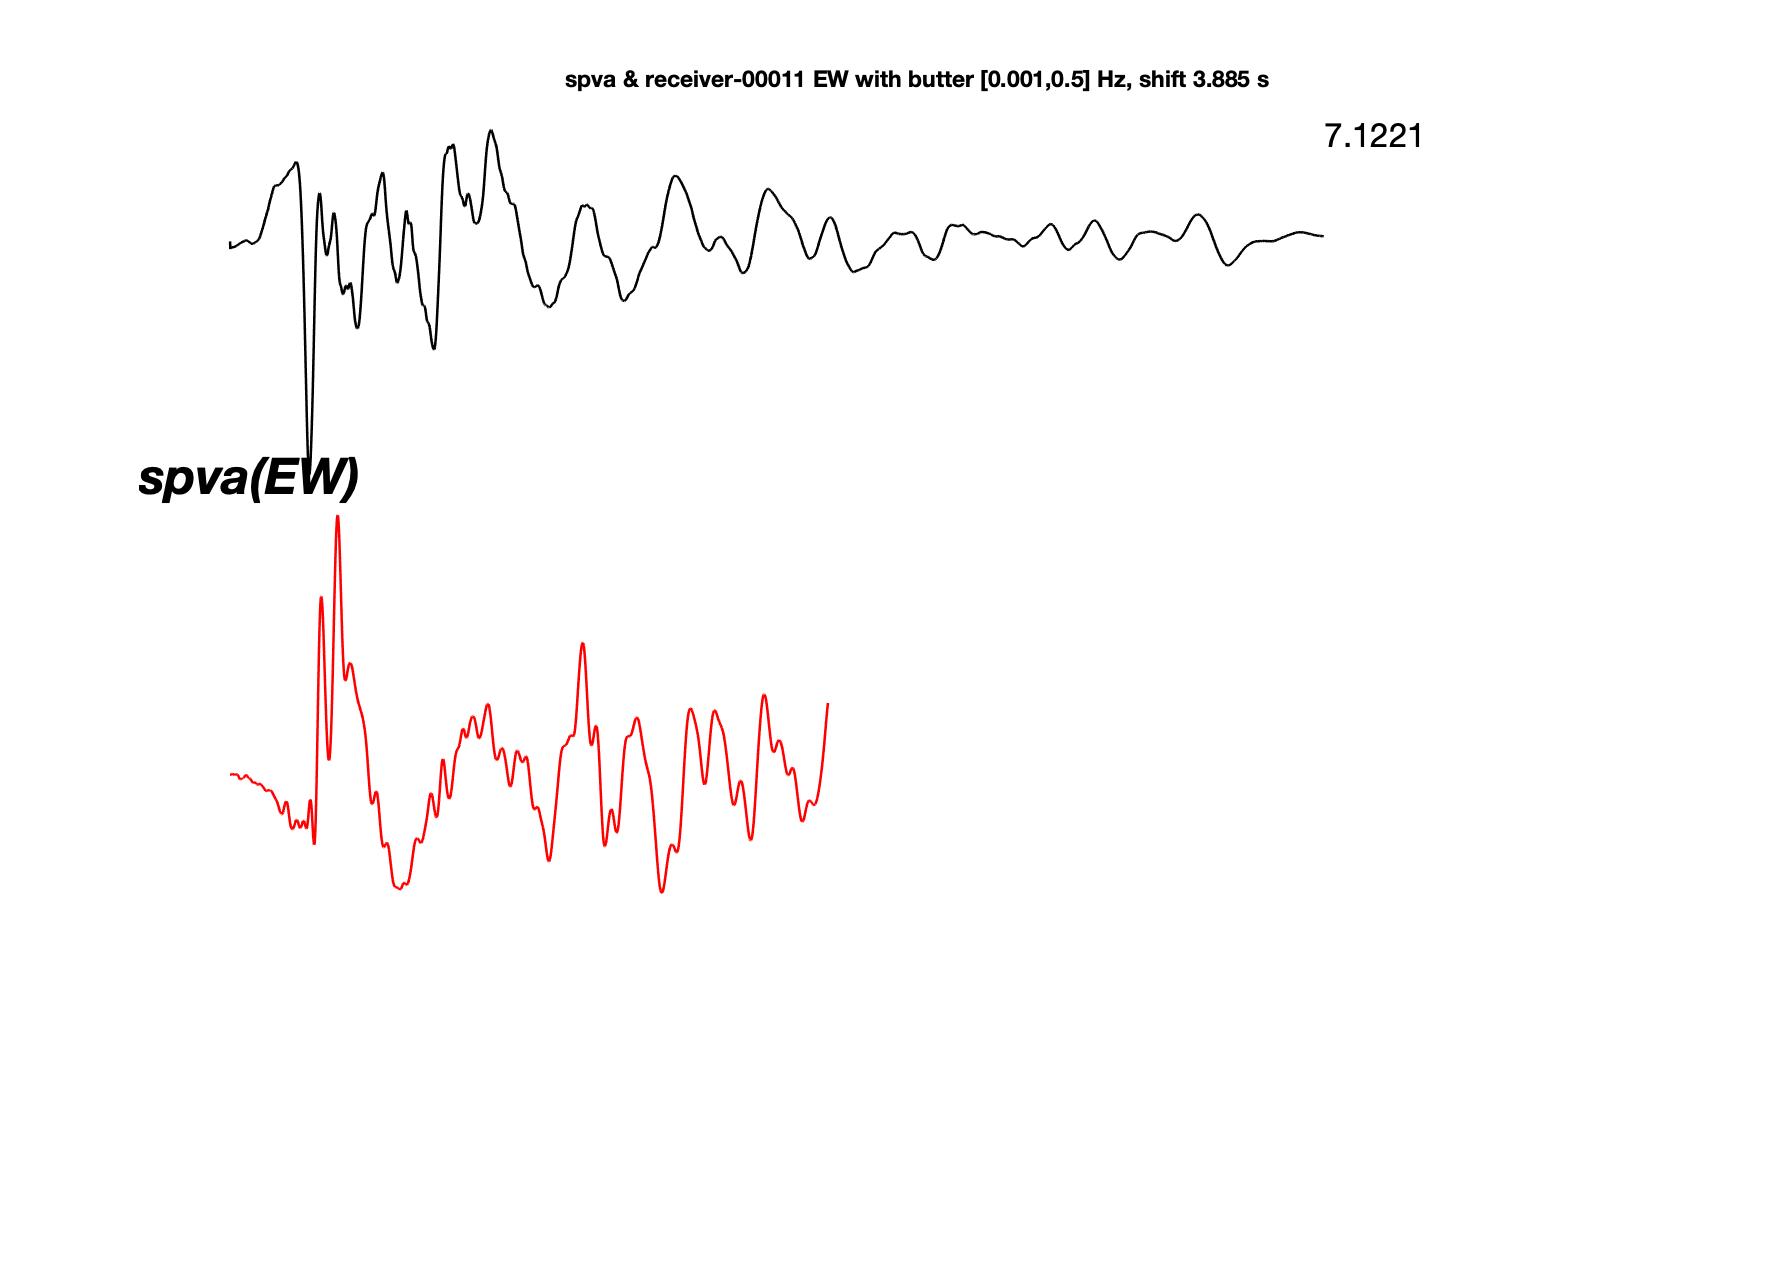 spva & receiver-00011 EW with butter [0.001,0.5] Hz, shift 3.885 s
7.1221
spva(EW)